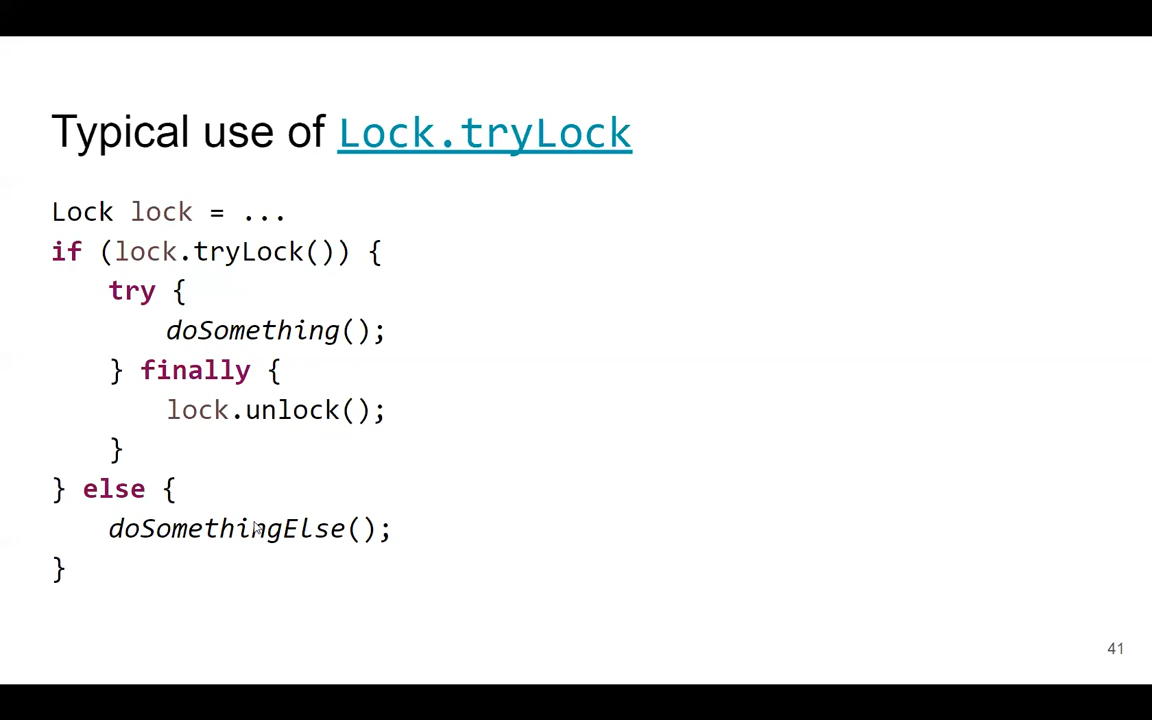 Typical use of Lock.tryLock
Lock lock = ...
if (lock.tryLock()) {
    try {
        doSomething();
    } finally {
        lock.unlock();
    }
} else {
    doSomethingElse();
}
41